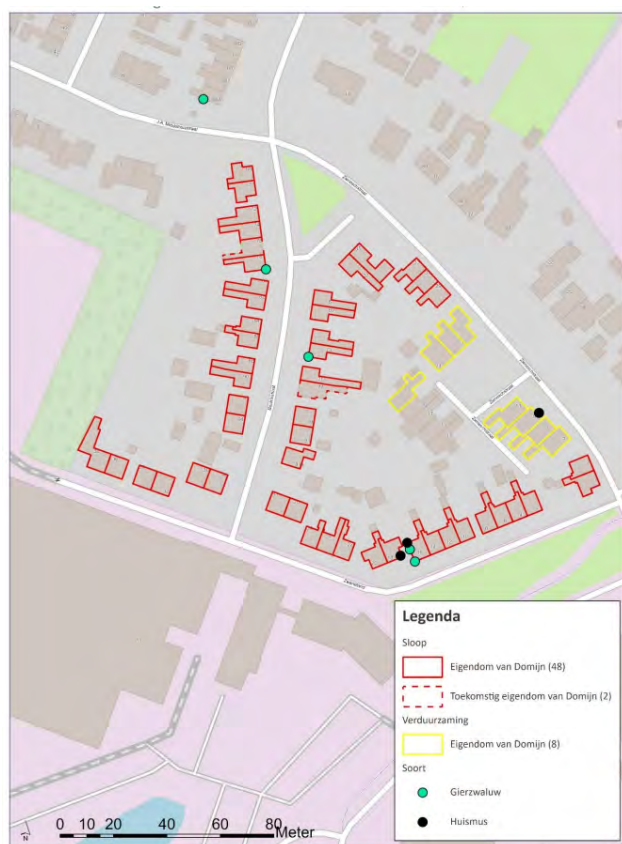 Legenda
Sloop
Eigendom van Domijn (48)
Toekomstig eigendom van Domijn (2)
Verduurzaming
Eigendom van Domijn (8)
Soort
Gierzwaluw
Huismus
0 10 20 40 60 80
Meter
N